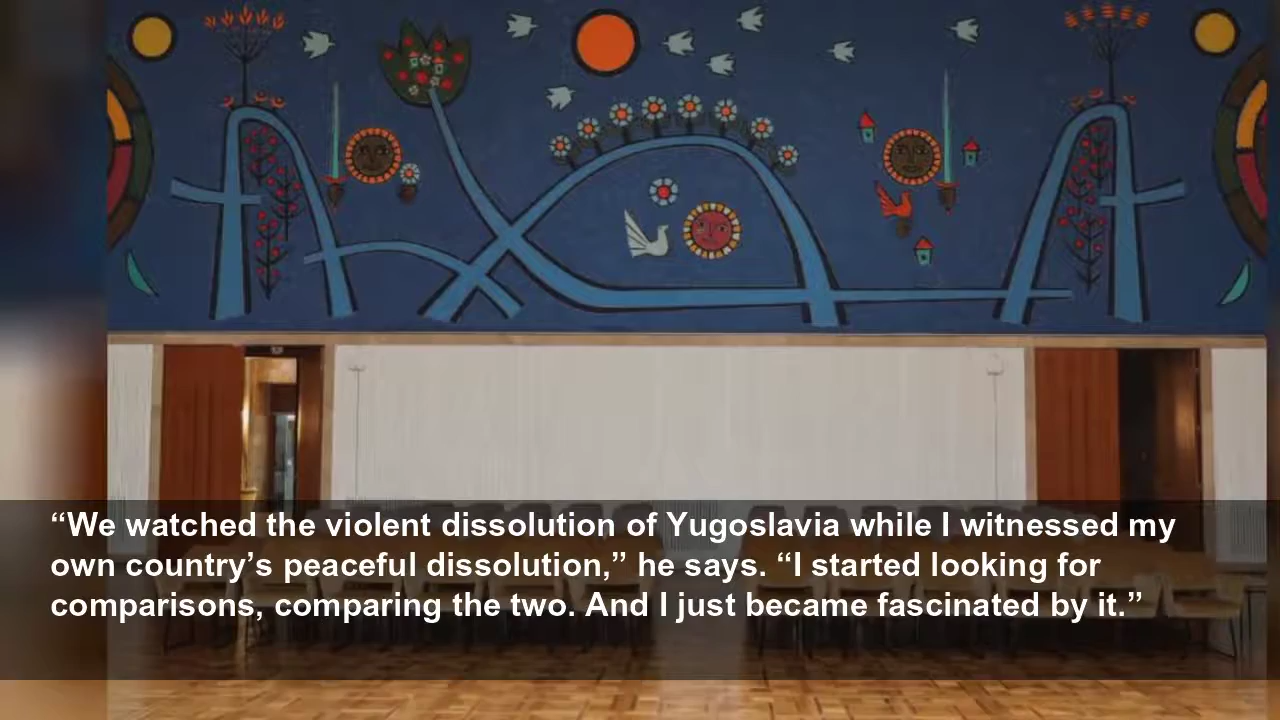 “We watched the violent dissolution of Yugoslavia while I witnessed my
own country’s peaceful dissolution,” he says. “I started looking for
comparisons, comparing the two. And I just became fascinated by it.”